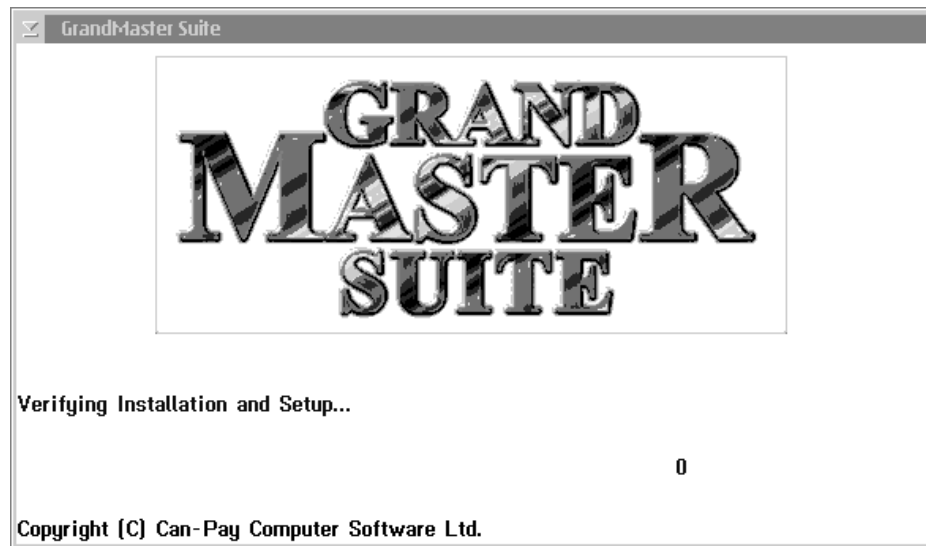 GrandMaster Suite
GRAND
MASTER
SUITE
Verifying Installation and Setup...
0
Copyright (C) Can-Pay Computer Software Ltd.